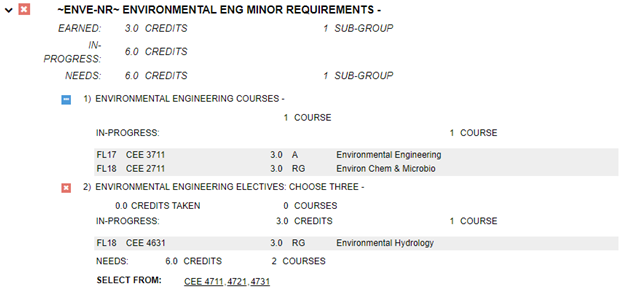 ~ENVE-NR~ ENVIRONMENTAL ENG MINOR REQUIREMENTS -
EARNED: 3.0 CREDITS 1 SUB-GROUP
IN-
PROGRESS: 6.0 CREDITS
NEEDS: 6.0 CREDITS 1 SUB-GROUP
1) ENVIRONMENTAL ENGINEERING COURSES -
1 COURSE
IN-PROGRESS: 1 COURSE
FL17 CEE 3711 3.0 A Environmental Engineering
FL18 CEE 2711 3.0 RG Environ Chem & Microbio
2) ENVIRONMENTAL ENGINEERING ELECTIVES: CHOOSE THREE -
0.0 CREDITS TAKEN 0 COURSES
IN-PROGRESS: 3.0 CREDITS 1 COURSE
FL18 CEE 4631 3.0 RG Environmental Hydrology
NEEDS: 6.0 CREDITS 2 COURSES
SELECT FROM: CEE 4711, 4721, 4731